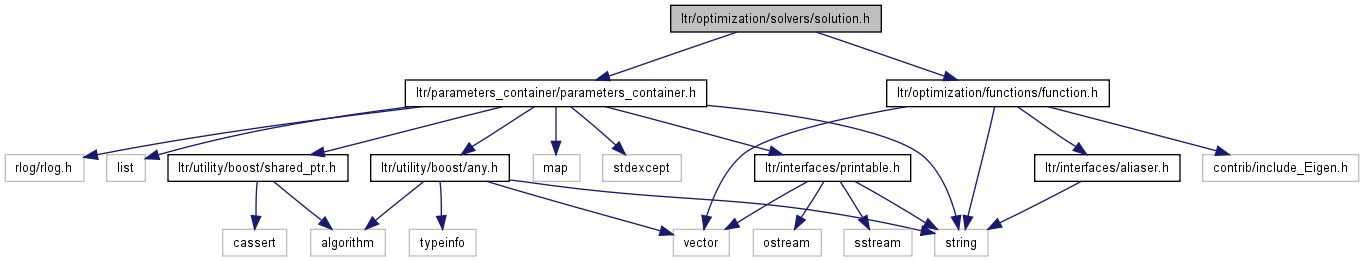 ltr/optimization/solvers/solution.h
ltr/parameters_container/parameters_container.h
ltr/optimization/functions/function.h
rlog/rlog.h
list
ltr/utility/boost/shared_ptr.h
ltr/utility/boost/any.h
map
stdexcept
ltr/interfaces/printable.h
ltr/interfaces/aliaser.h
contrib/include_Eigen.h
cassert
algorithm
typeinfo
vector
ostream
sstream
string